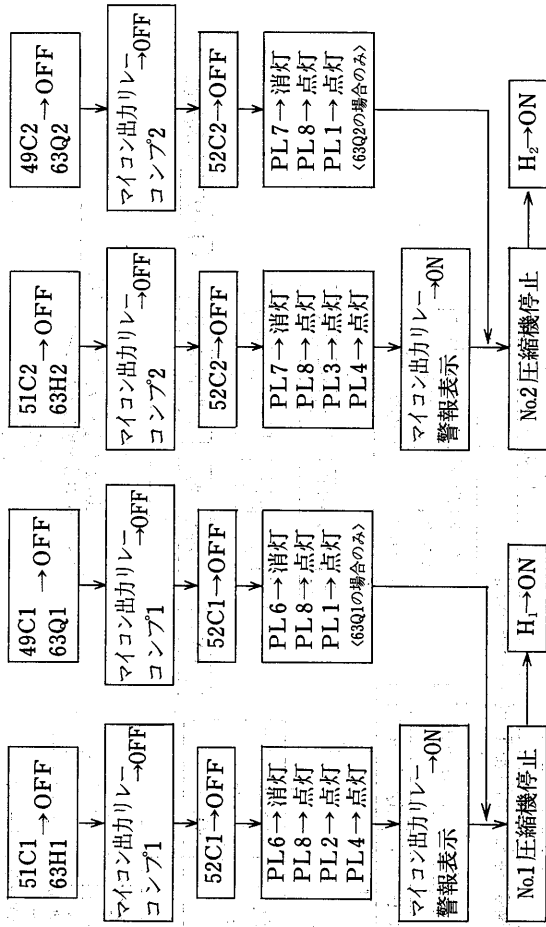 51C1
63H1 →OFF
マイコン出力リレー
コンプ1 →OFF
52C1→OFF
PL6→消灯
PL8→点灯
PL2→点灯
PL4→点灯
マイコン出力リレー
警報表示 →ON
No.1圧縮機停止
H₁→ON
49C1
63Q1 →OFF
マイコン出力リレー
コンプ1 →OFF
52C1→OFF
PL6→消灯
PL8→点灯
PL1→点灯
〈63Q1の場合のみ〉
51C2
63H2 →OFF
マイコン出力リレー
コンプ2 →OFF
52C2→OFF
PL7→消灯
PL8→点灯
PL3→点灯
PL4→点灯
マイコン出力リレー
警報表示 →ON
No.2圧縮機停止
H₂→ON
49C2
63Q2 →OFF
マイコン出力リレー
コンプ2 →OFF
52C2→OFF
PL7→消灯
PL8→点灯
PL1→点灯
〈63Q2の場合のみ〉